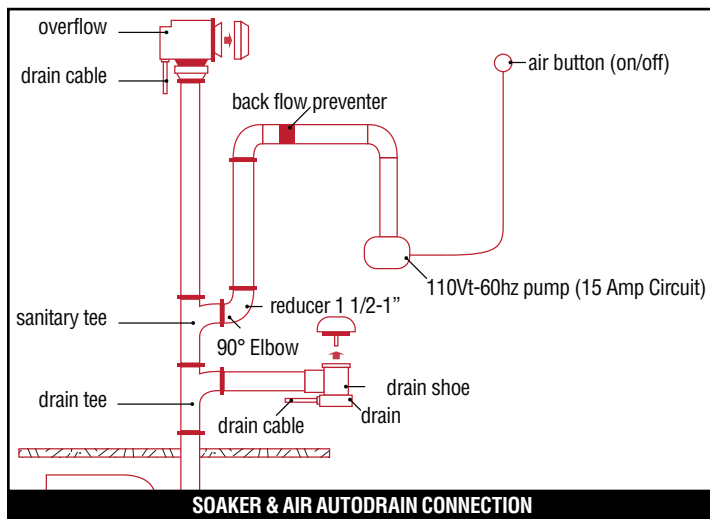 overflow
drain cable
air button (on/off)
back flow preventer
110Vt-60hz pump (15 Amp Circuit)
reducer 1 1/2-1”
sanitary tee
90° Elbow
drain shoe
drain tee
drain cable
drain
SOAKER & AIR AUTODRAIN CONNECTION